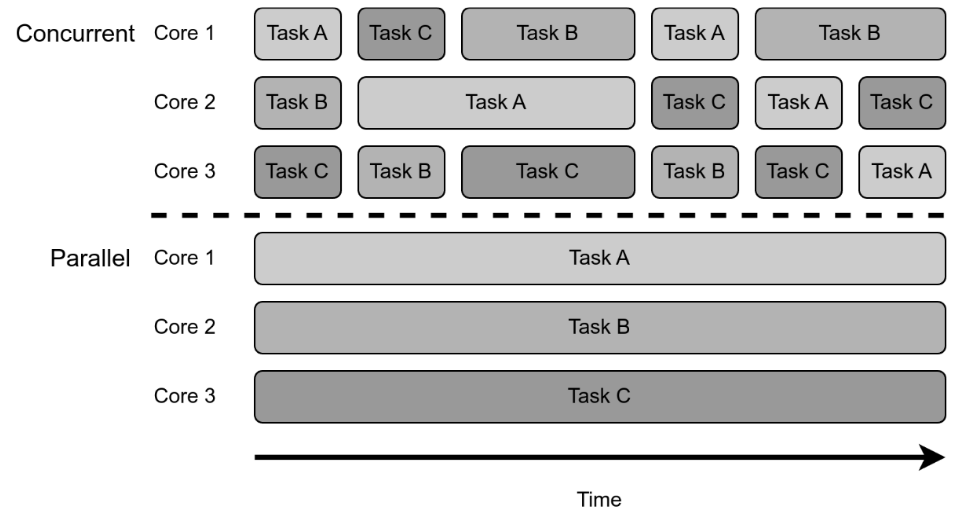 Concurrent Core 1 Task A Task C Task B Task A Task B
Core 2 Task B Task A Task C Task A Task C
Core 3 Task C Task B Task C Task B Task C Task A
Parallel Core 1 Task A
Core 2 Task B
Core 3 Task C
Time